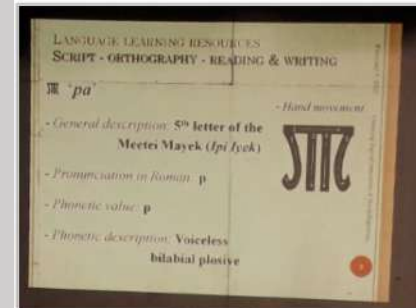 LANGUAGE LEARNING RESOURCES
SCRIPT - ORTHOGRAPHY - READING & WRITING
ꯄ 'pa'
- Hand movement
- General description: 5th letter of the
Meetei Mayek (Ipi Iyek)
- Pronunciation in Roman: p
- Phonetic value: p
- Phonetic description: Voiceless
bilabial plosive